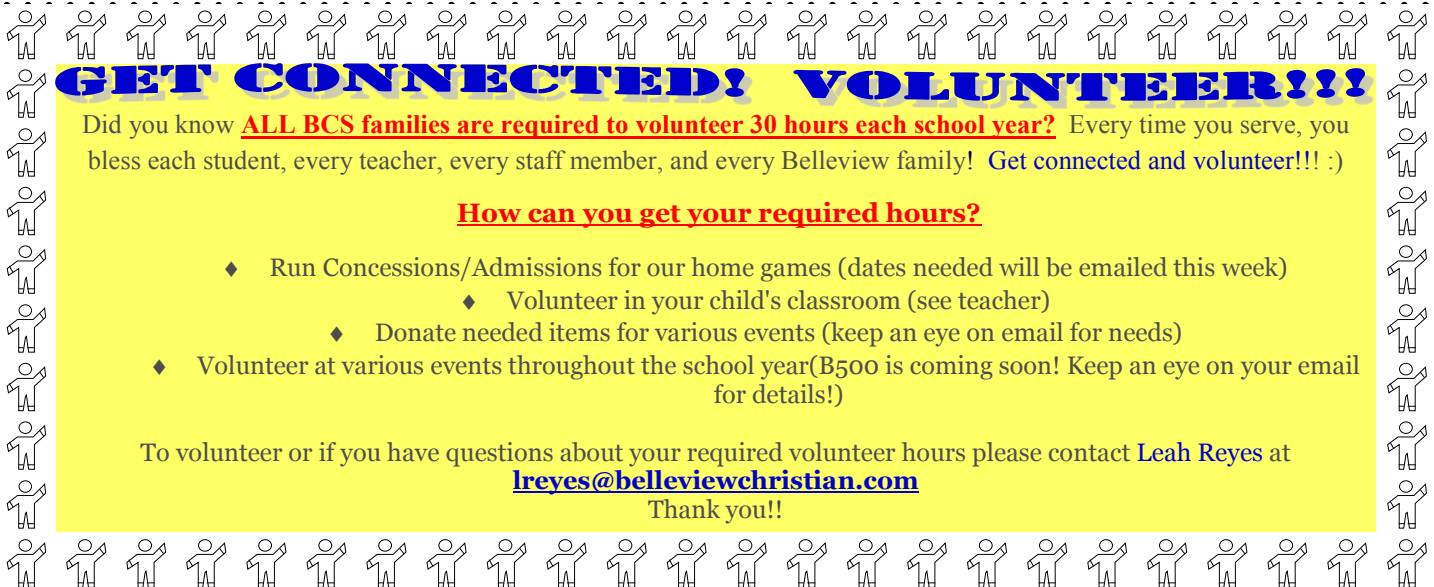 GET CONNECTED! VOLUNTEER!!!
Did you know ALL BCS families are required to volunteer 30 hours each school year? Every time you serve, you
bless each student, every teacher, every staff member, and every Belleview family! Get connected and volunteer!!! :)
How can you get your required hours?
♦ Run Concessions/Admissions for our home games (dates needed will be emailed this week)
♦ Volunteer in your child's classroom (see teacher)
♦ Donate needed items for various events (keep an eye on email for needs)
♦ Volunteer at various events throughout the school year(B500 is coming soon! Keep an eye on your email
for details!)
To volunteer or if you have questions about your required volunteer hours please contact Leah Reyes at
lreyes@belleviewchristian.com
Thank you!!